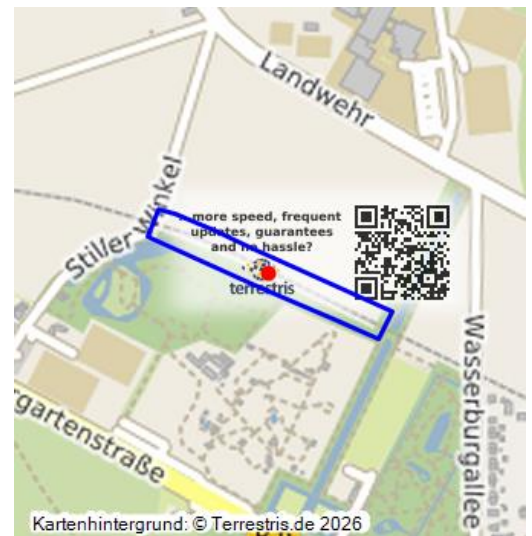 Landwehr
Stiller Winkel
... more speed, frequent
updates, guarantees
and no hassle?
terrestris
Wasserburgallee
rgartenstraße
Kartenhintergrund: © Terrestris.de 2026